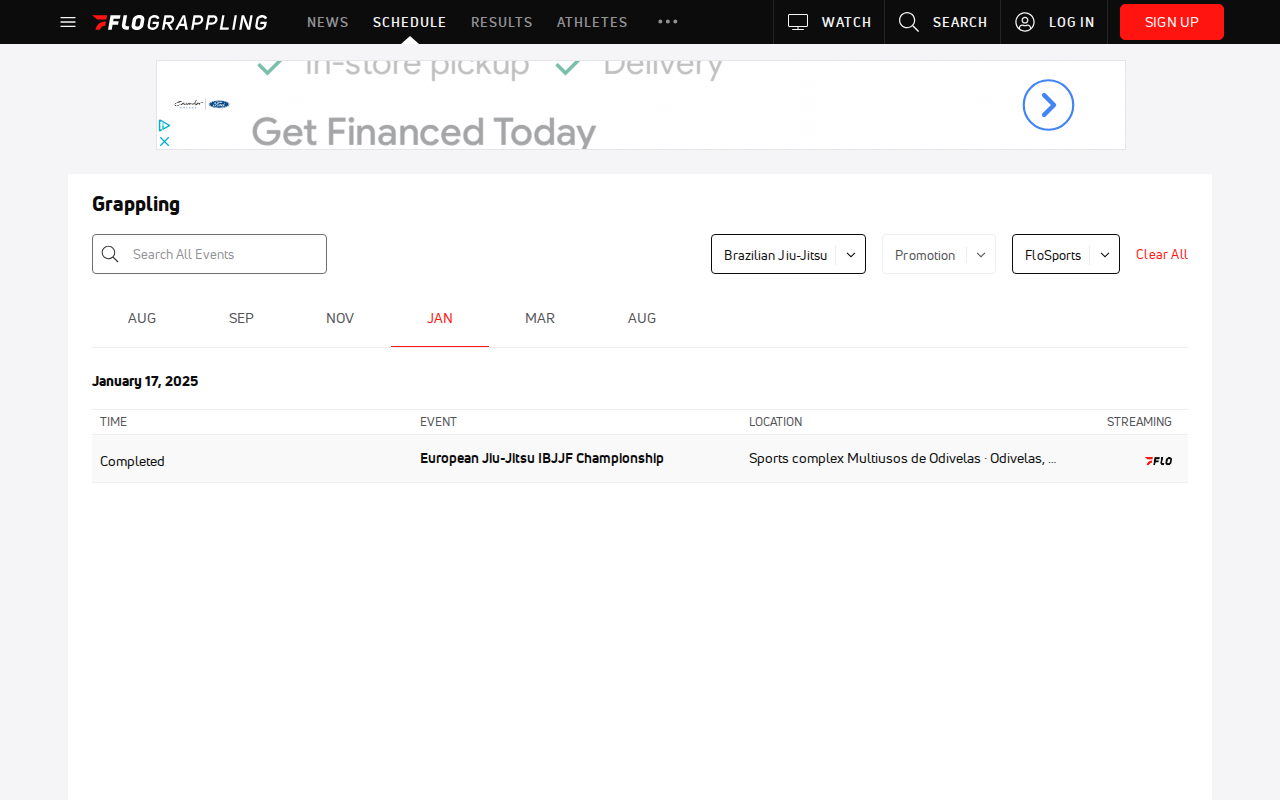 FLOGRAPPLING NEWS SCHEDULE RESULTS ATHLETES WATCH SEARCH LOG IN SIGN UP
In-store pickup Delivery
Get Financed Today
Grappling
Search All Events Brazilian Jiu-Jitsu Promotion FloSports Clear All
AUG SEP NOV JAN MAR AUG
January 17, 2025
TIME EVENT LOCATION STREAMING
Completed European Jiu-Jitsu IBJJF Championship Sports complex Multiusos de Odivelas · Odivelas, ... FLO